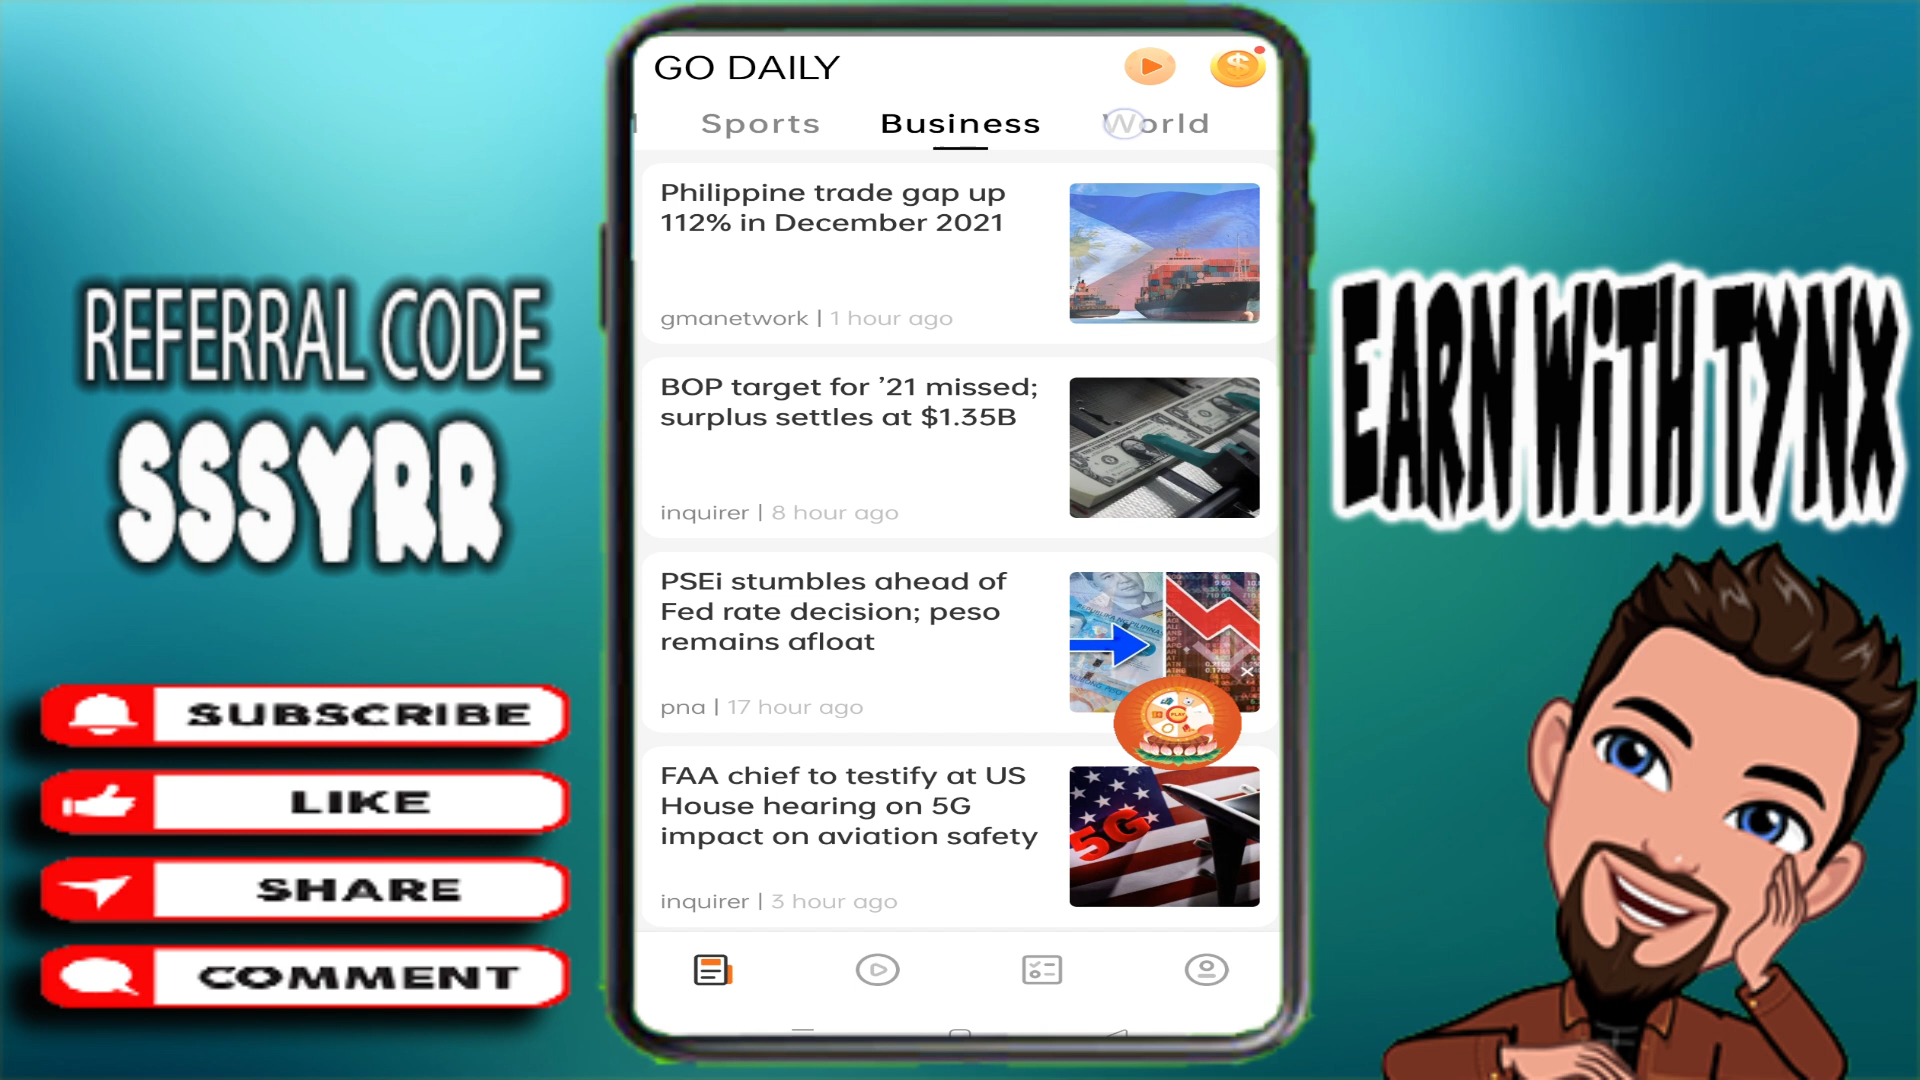 GO DAILY
Sports
Business
World
Philippine trade gap up
112% in December 2021
gmanetwork | 1 hour ago
BOP target for ’21 missed;
surplus settles at $1.35B
inquirer | 8 hour ago
PSEi stumbles ahead of
Fed rate decision; peso
remains afloat
pna | 17 hour ago
FAA chief to testify at US
House hearing on 5G
impact on aviation safety
inquirer | 3 hour ago
5G
PLAY
REFERRAL CODE
SSSYRR
SUBSCRIBE
LIKE
SHARE
COMMENT
EARN WiTH TYNX